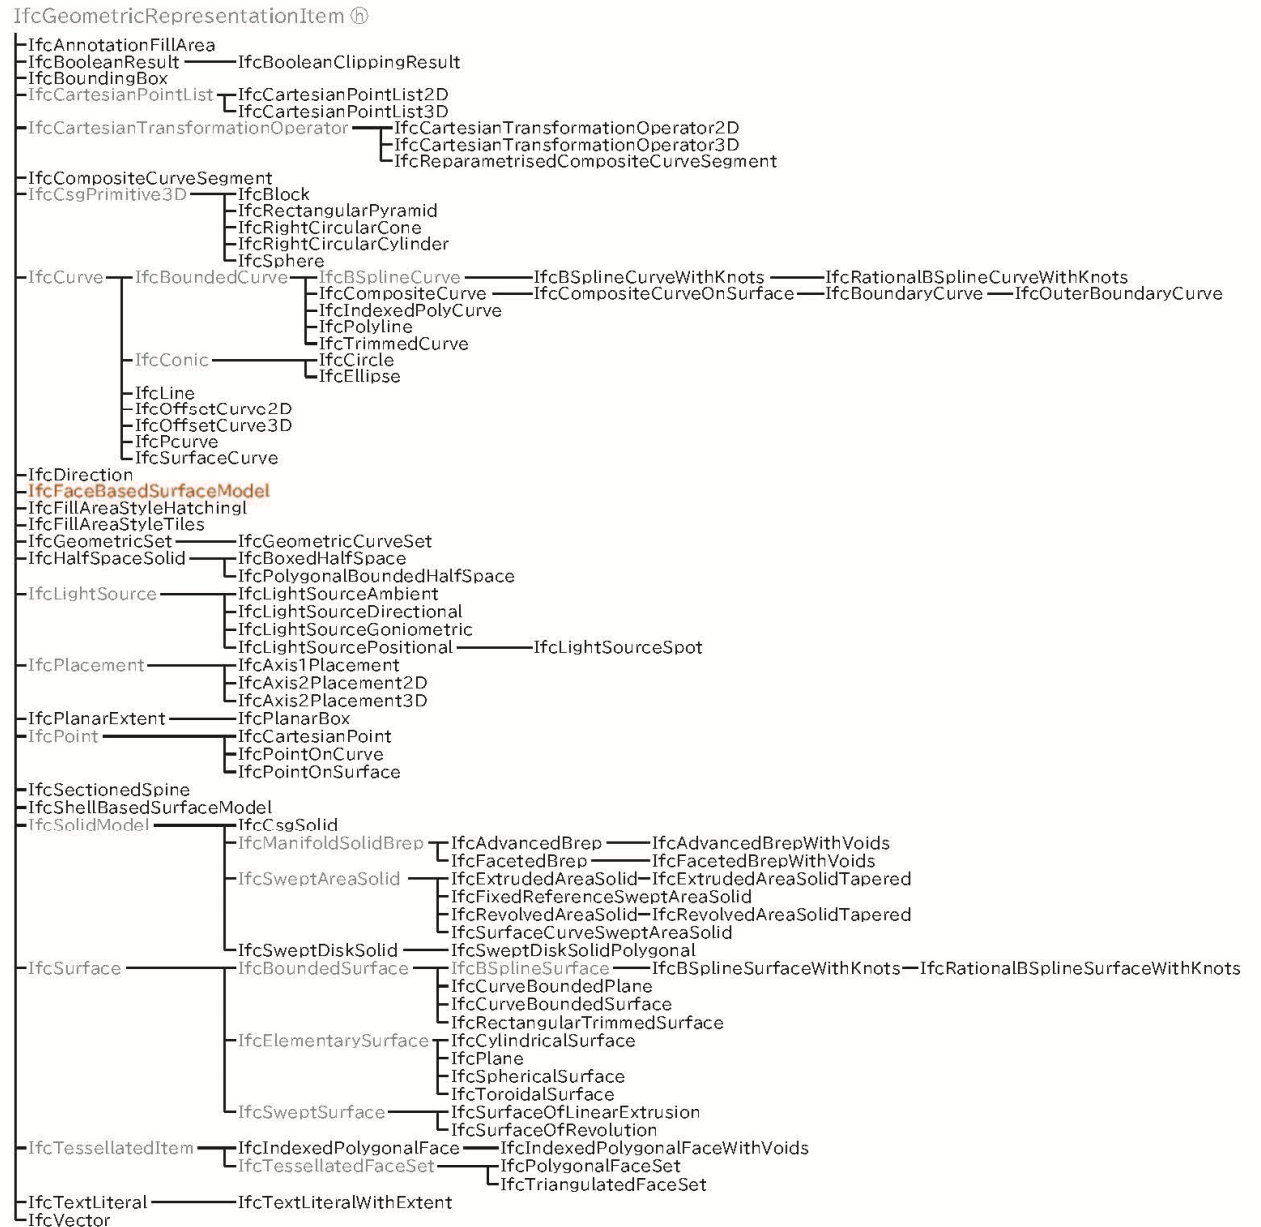 IfcGeometricRepresentationItem ⓗ
IfcAnnotationFillArea
IfcBooleanResult IfcBooleanClippingResult
IfcBoundingBox
IfcCartesianPointList IfcCartesianPointList2D
IfcCartesianPointList3D
IfcCartesianTransformationOperator IfcCartesianTransformationOperator2D
IfcCartesianTransformationOperator3D
IfcReparametrisedCompositeCurveSegment
IfcCompositeCurveSegment
IfcCsgPrimitive3D IfcBlock
IfcRectangularPyramid
IfcRightCircularCone
IfcRightCircularCylinder
IfcSphere
IfcCurve IfcBoundedCurve IfcBSplineCurve IfcBSplineCurveWithKnots IfcRationalBSplineCurveWithKnots
IfcCompositeCurve IfcCompositeCurveOnSurface IfcBoundaryCurve IfcOuterBoundaryCurve
IfcIndexedPolyCurve
IfcPolyline
IfcTrimmedCurve
IfcConic IfcCircle
IfcEllipse
IfcLine
IfcOffsetCurve2D
IfcOffsetCurve3D
IfcPcurve
IfcSurfaceCurve
IfcDirection
IfcFaceBasedSurfaceModel
IfcFillAreaStyleHatchingl
IfcFillAreaStyleTiles
IfcGeometricSet IfcGeometricCurveSet
IfcHalfSpaceSolid IfcBoxedHalfSpace
IfcPolygonalBoundedHalfSpace
IfcLightSource IfcLightSourceAmbient
IfcLightSourceDirectional
IfcLightSourceGoniometric
IfcLightSourcePositional IfcLightSourceSpot
IfcPlacement IfcAxis1Placement
IfcAxis2Placement2D
IfcAxis2Placement3D
IfcPlanarExtent IfcPlanarBox
IfcPoint IfcCartesianPoint
IfcPointOnCurve
IfcPointOnSurface
IfcSectionedSpine
IfcShellBasedSurfaceModel
IfcSolidModel IfcCsgSolid
IfcManifoldSolidBrep IfcAdvancedBrep IfcAdvancedBrepWithVoids
IfcFacetedBrep IfcFacetedBrepWithVoids
IfcSweptAreaSolid IfcExtrudedAreaSolid IfcExtrudedAreaSolidTapered
IfcFixedReferenceSweptAreaSolid
IfcRevolvedAreaSolid IfcRevolvedAreaSolidTapered
IfcSurfaceCurveSweptAreaSolid
IfcSweptDiskSolid IfcSweptDiskSolidPolygonal
IfcSurface IfcBoundedSurface IfcBSplineSurface IfcBSplineSurfaceWithKnots IfcRationalBSplineSurfaceWithKnots
IfcCurveBoundedPlane
IfcCurveBoundedSurface
IfcRectangularTrimmedSurface
IfcElementarySurface IfcCylindricalSurface
IfcPlane
IfcSphericalSurface
IfcToroidalSurface
IfcSweptSurface IfcSurfaceOfLinearExtrusion
IfcSurfaceOfRevolution
IfcTessellatedItem IfcIndexedPolygonalFace IfcIndexedPolygonalFaceWithVoids
IfcTessellatedFaceSet IfcPolygonalFaceSet
IfcTriangulatedFaceSet
IfcTextLiteral IfcTextLiteralWithExtent
IfcVector